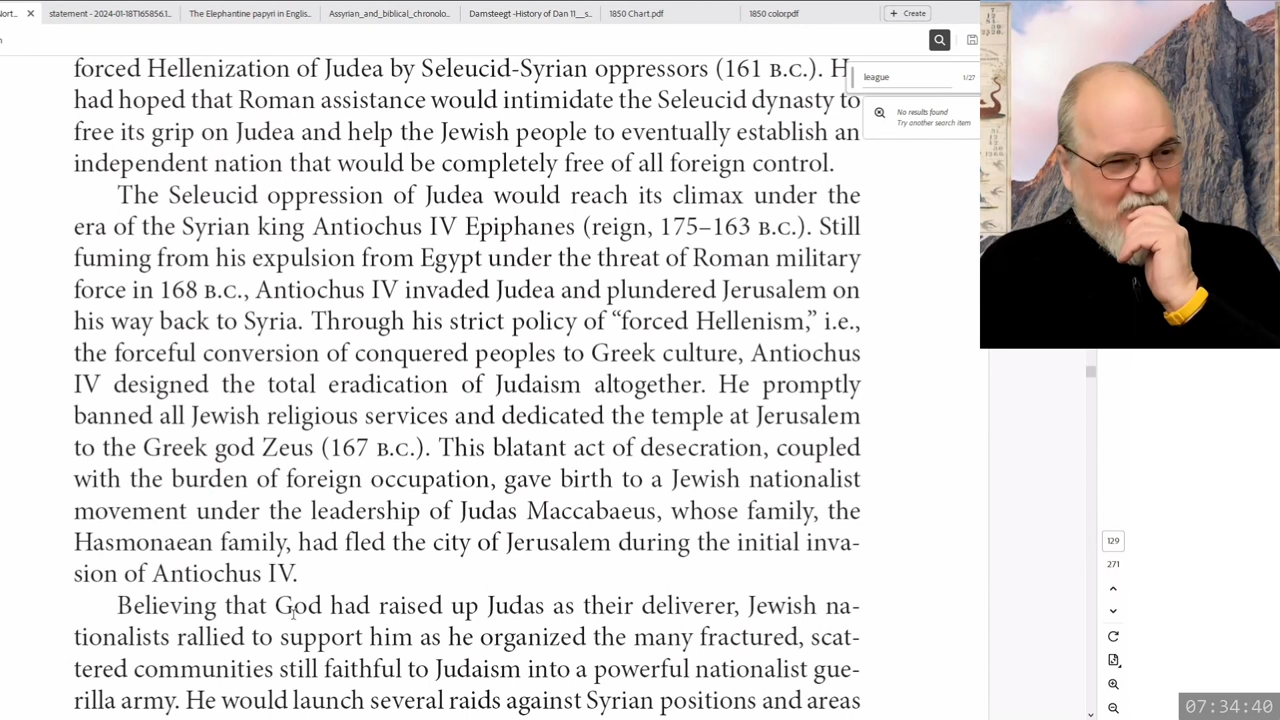 statement - 2024-01-18T165856.1...
The Elephantine papyri in Englis...
Assyrian_and_biblical_chronolo...
Damsteegt -History of Dan 11__s...
1850 Chart.pdf
1850 color.pdf
+ Create
forced Hellenization of Judea by Seleucid-Syrian oppressors (161 B.C.). He
had hoped that Roman assistance would intimidate the Seleucid dynasty to
free its grip of Judea and help the Jewish people to eventually establish an
independent nation that would be completely free of all foreign control.
The Seleucid oppression of Judea would reach its climax under the
era of the Syrian king Antiochus IV Epiphanes (reign, 175–163 B.C.). Still
fuming from his expulsion from Egypt under the threat of Roman military
force in 168 B.C., Antiochus IV invaded Judea and plundered Jerusalem on
his way back to Syria. Through his strict policy of “forced Hellenism,” i.e.,
the forceful conversion of conquered peoples to Greek culture, Antiochus
IV designed the total eradication of Judaism altogether. He promptly
banned all Jewish religious services and dedicated the temple at Jerusalem
to the Greek god Zeus (167 B.C.). This blatant act of desecration, coupled
with the burden of foreign occupation, gave birth to a Jewish nationalist
movement under the leadership of Judas Maccabaeus, whose family, the
Hasmonaean family, had fled the city of Jerusalem during the initial inva-
sion of Antiochus IV.
Believing that God had raised up Judas as their deliverer, Jewish na-
tionalists rallied to support him as he organized the many fractured, scat-
tered communities still faithful to Judaism into a powerful nationalist gue-
rilla army. He would launch several raids against Syrian positions and areas
league
1/27
No results found
Try another search item
129
271
07:34:40